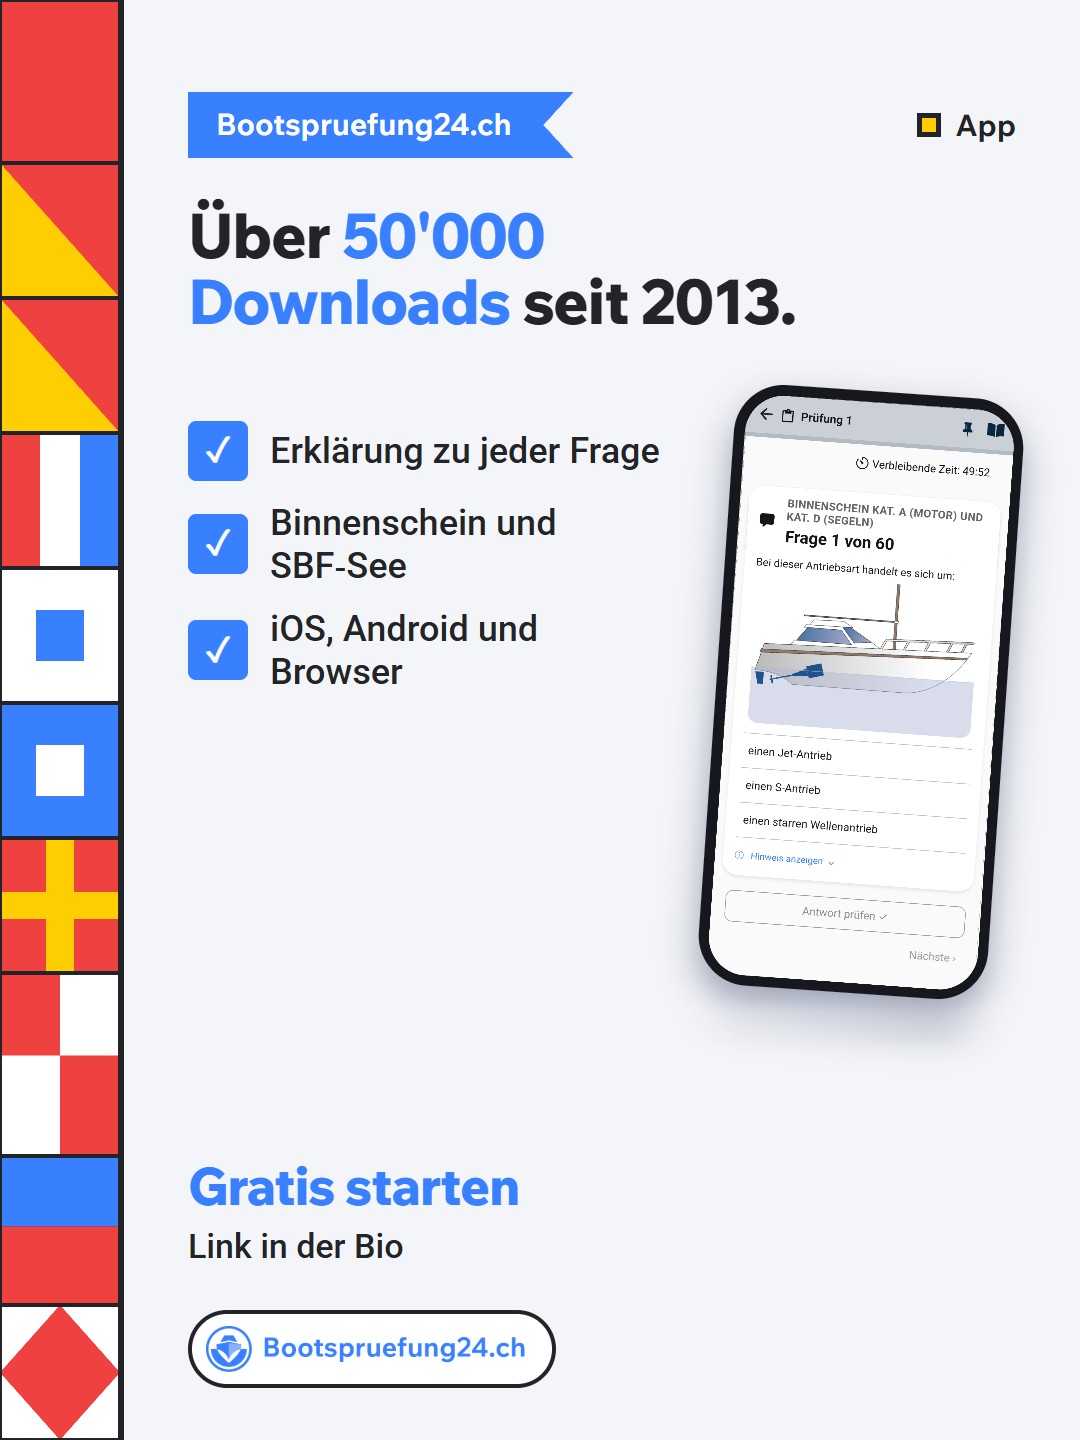 Bootspruefung24.ch
App
Über 50'000
Downloads seit 2013.
Erklärung zu jeder Frage
Binnenschein und
SBF-See
iOS, Android und
Browser
Prüfung 1
Verbleibende Zeit: 49:52
BINNENSCHEIN KAT. A (MOTOR) UND
KAT. D (SEGELN)
Frage 1 von 60
Bei dieser Antriebsart handelt es sich um:
einen Jet-Antrieb
einen S-Antrieb
einen starren Wellenantrieb
Hinweis anzeigen
Antwort prüfen ✓
Nächste ›
Gratis starten
Link in der Bio
Bootspruefung24.ch